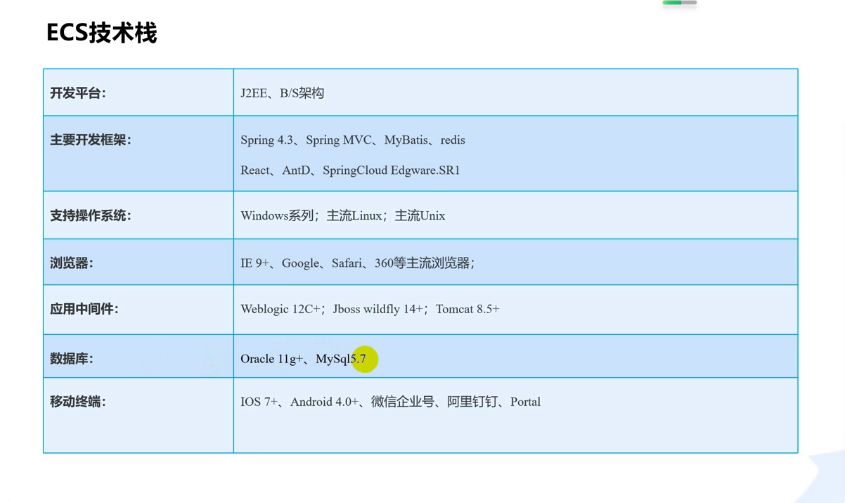 ECS技术栈
开发平台： J2EE、B/S架构
主要开发框架： Spring 4.3、Spring MVC、MyBatis、redis
React、AntD、SpringCloud Edgware.SR1
支持操作系统： Windows系列；主流Linux；主流Unix
浏览器： IE 9+、Google、Safari、360等主流浏览器；
应用中间件： Weblogic 12C+；Jboss wildfly 14+；Tomcat 8.5+
数据库： Oracle 11g+、MySql5.7
移动终端： IOS 7+、Android 4.0+、微信企业号、阿里钉钉、Portal